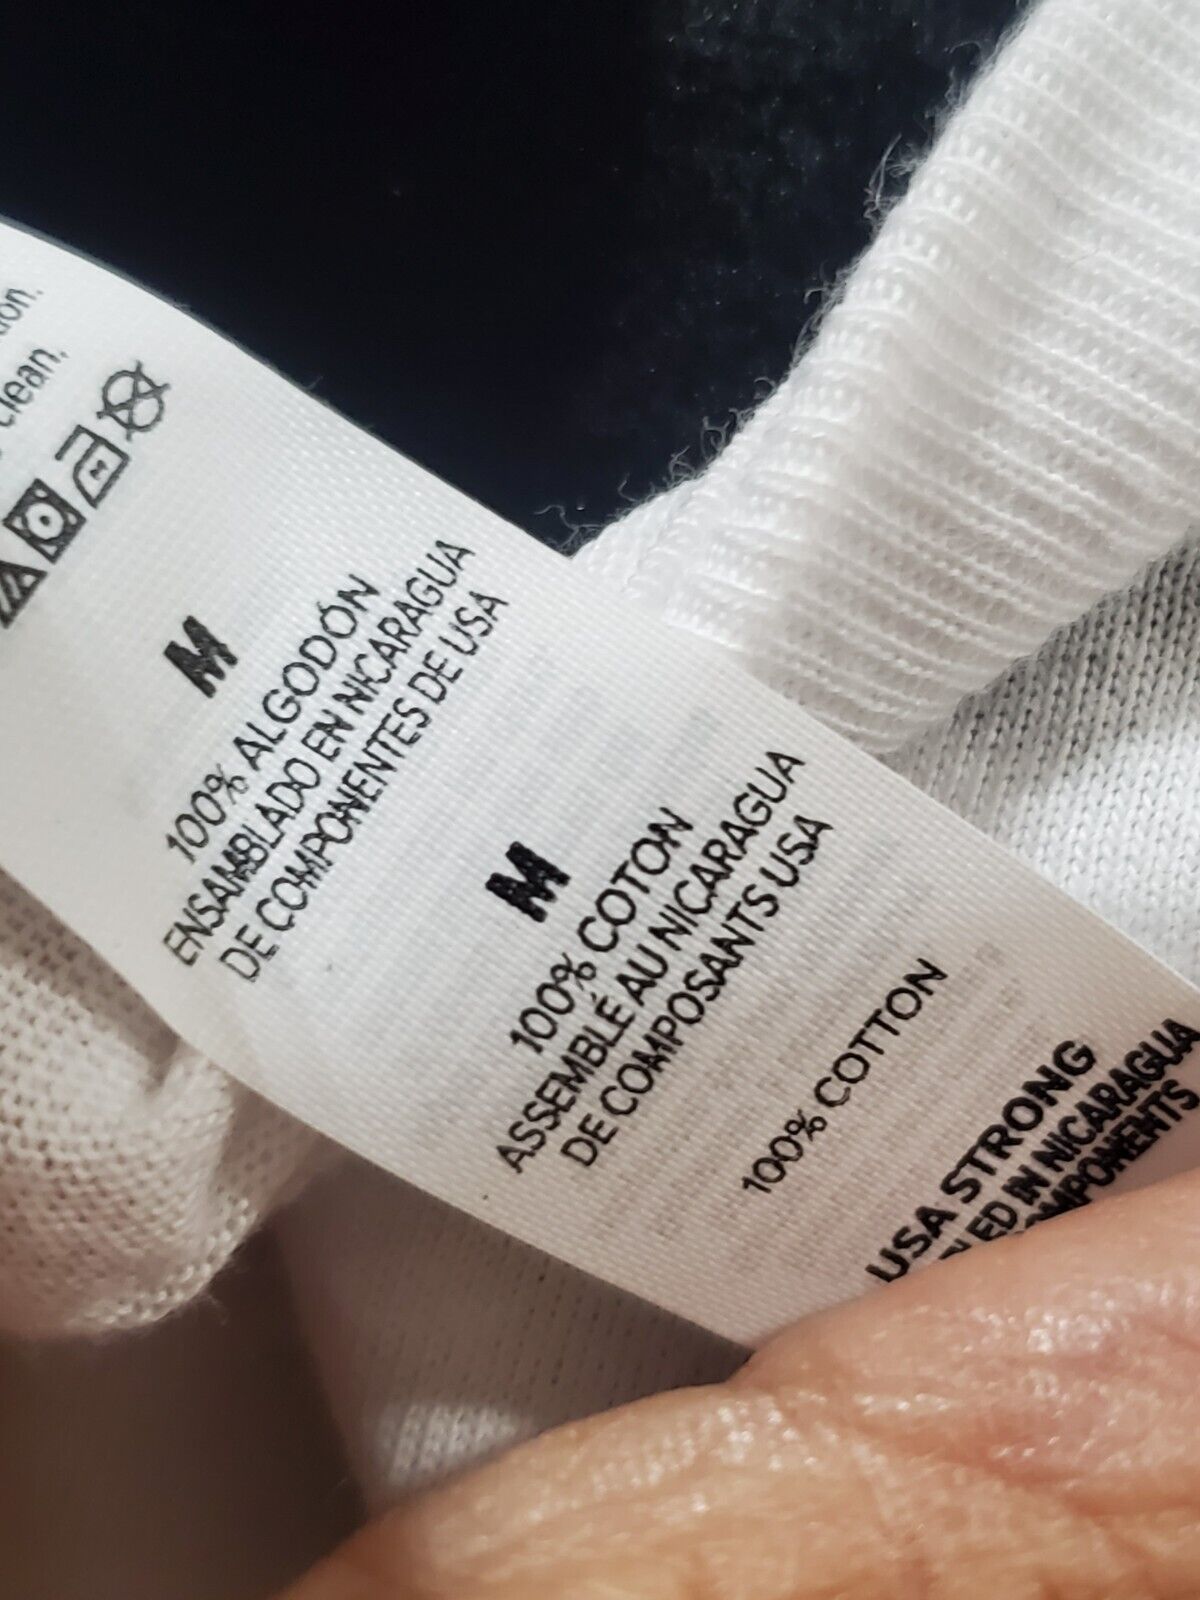 clean.
M
100% ALGODÓN
ENSAMBLADO EN NICARAGUA
DE COMPONENTES DE USA
M
100% COTON
ASSEMBLÉ AU NICARAGUA
DE COMPOSANTS USA
100% COTTON
USA STRONG
IN NICARAGUA